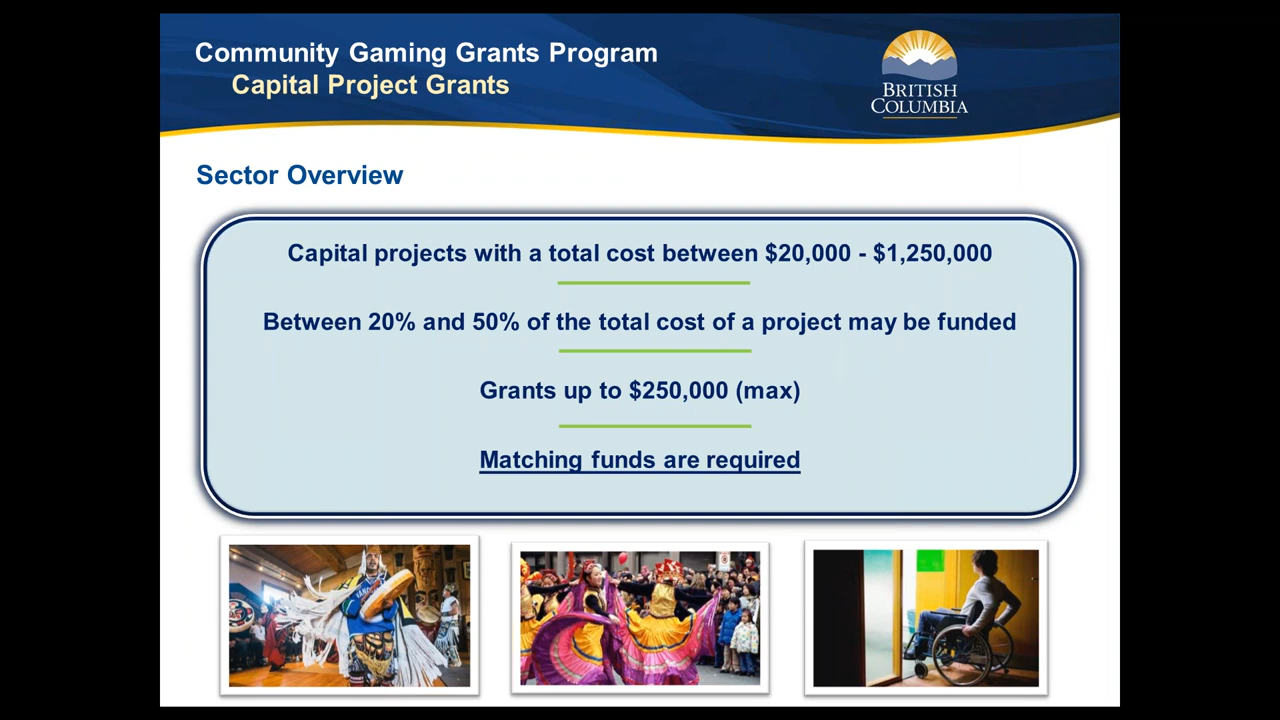 Community Gaming Grants Program
Capital Project Grants
BRITISH
COLUMBIA
Sector Overview
Capital projects with a total cost between $20,000 - $1,250,000
Between 20% and 50% of the total cost of a project may be funded
Grants up to $250,000 (max)
Matching funds are required